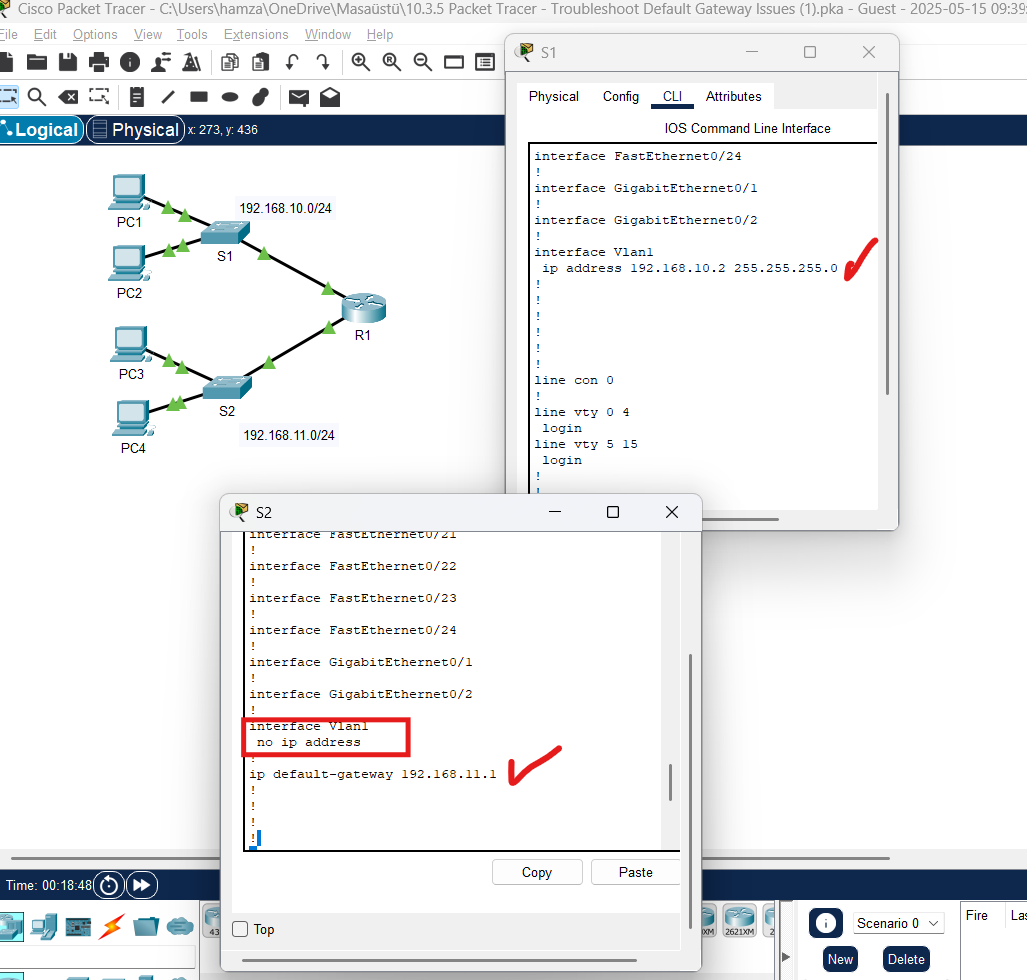 Cisco Packet Tracer - C:\Users\hamza\OneDrive\Masaüstü\10.3.5 Packet Tracer - Troubleshoot Default Gateway Issues (1).pka - Guest - 2025-05-15 09:39:
File Edit Options View Tools Extensions Window Help
Logical Physical x: 273, y: 436
PC1
192.168.10.0/24
S1
PC2
R1
PC3
S2
PC4
192.168.11.0/24
S1
Physical Config CLI Attributes
IOS Command Line Interface
interface FastEthernet0/24
!
interface GigabitEthernet0/1
!
interface GigabitEthernet0/2
!
interface Vlan1
ip address 192.168.10.2 255.255.255.0
!
!
!
!
!
!
line con 0
!
line vty 0 4
login
line vty 5 15
login
!
!
S2
interface FastEthernet0/21
!
interface FastEthernet0/22
!
interface FastEthernet0/23
!
interface FastEthernet0/24
!
interface GigabitEthernet0/1
!
interface GigabitEthernet0/2
!
interface Vlan1
no ip address
!
ip default-gateway 192.168.11.1
!
!
!
!
Copy Paste
Top
Time: 00:18:48
2621XM
Scenario 0
New Delete
Fire